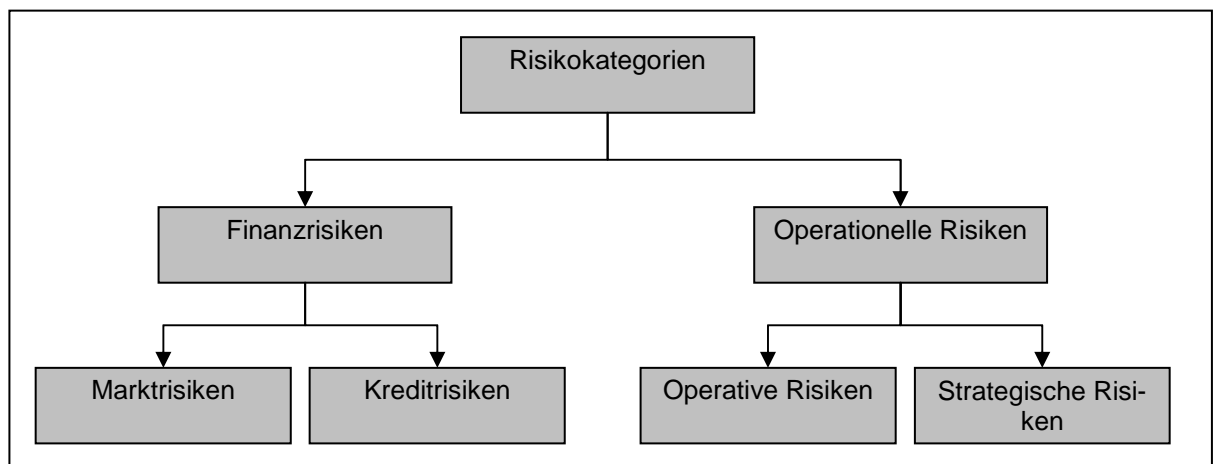 Risikokategorien
Finanzrisiken
Operationelle Risiken
Marktrisiken
Kreditrisiken
Operative Risiken
Strategische Risi-
ken